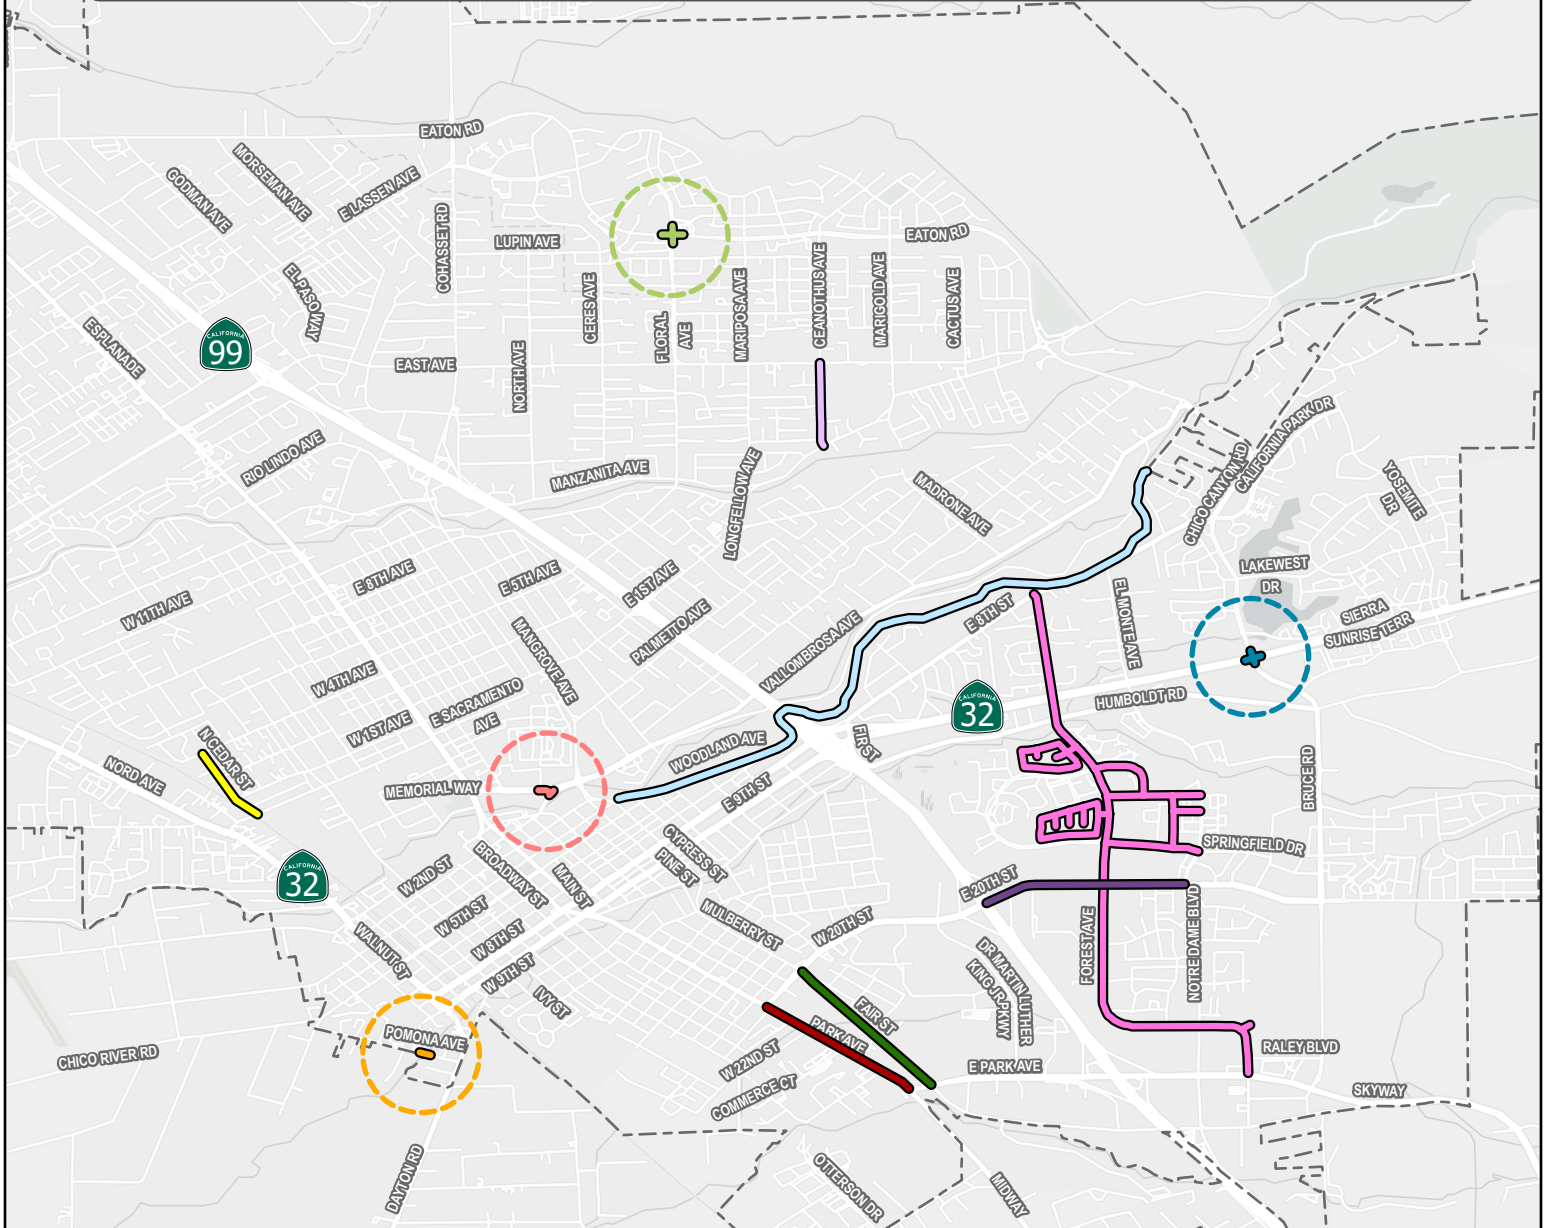 EATON RD
MORSEMAN AVE
GODMAN AVE
E LASSEN AVE
COHASSET RD
LUPIN AVE
EATON RD
EL PASO
WAY
CERES AVE
FLORAL
AVE
MARIPOSA AVE
CEANOTHUS AVE
MARIGOLD AVE
CACTUS AVE
ESPLANADE
CALIFORNIA
99
EAST AVE
NORTH AVE
RIO LINDO AVE
MANZANITA AVE
LONGFELLOW AVE
MADRONE AVE
CHICO CANYON RD
CALIFORNIA PARK DR
YOSEMITE
DR
E 8TH AVE
E 5TH AVE
E 1ST AVE
PALMETTO AVE
LAKEWEST
DR
W 11TH AVE
MANGROVE AVE
VALLOMBROSA AVE
E 8TH ST
EL MONTE AVE
SIERRA
SUNRISE TERR
W 4TH AVE
E SACRAMENTO
AVE
W 1ST AVE
CALIFORNIA
32
HUMBOLDT RD
N CEDAR ST
NORD AVE
MEMORIAL WAY
WOODLAND AVE
FIR ST
E 9TH ST
BRUCE RD
CALIFORNIA
32
W 2ND ST
BROADWAY ST
MAIN ST
CYPRESS ST
PINE ST
SPRINGFIELD DR
E 20TH ST
W 5TH ST
W 8TH ST
W 9TH ST
WALNUT ST
IVY ST
MULBERRY ST
W 20TH ST
FOREST AVE
NOTRE DAME BLVD
DR MARTIN LUTHER
KING JR PKWY
FAIR ST
PARK AVE
POMONA AVE
CHICO RIVER RD
W 22ND ST
COMMERCE CT
E PARK AVE
RALEY BLVD
SKYWAY
DAYTON RD
OTTERSON DR
MIDWAY